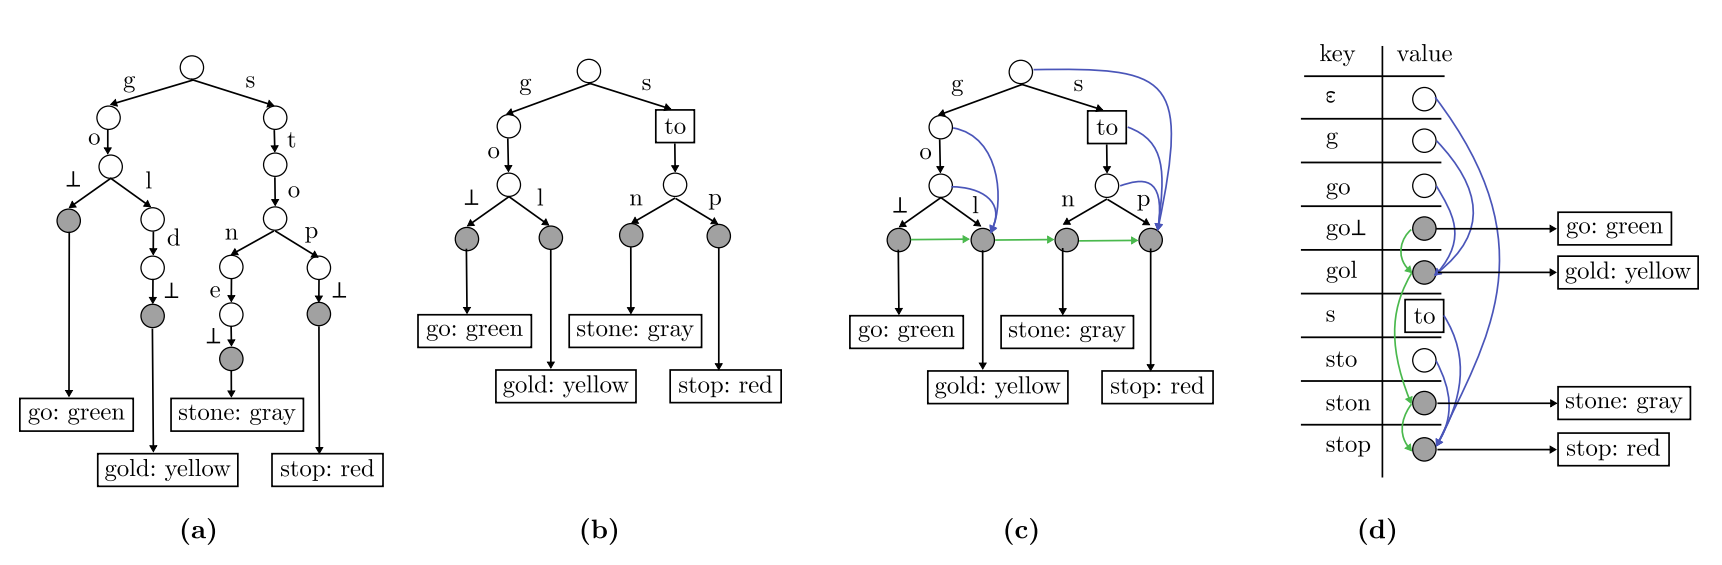 g s
o t
⊥ l o
d n p
⊥ e ⊥
⊥
go: green stone: gray
gold: yellow stop: red
(a)
g s
to
o
⊥ l n p
go: green stone: gray
gold: yellow stop: red
(b)
g s
to
o
⊥ l n p
go: green stone: gray
gold: yellow stop: red
(c)
key value
ε
g
go
go⊥ go: green
gol gold: yellow
s to
sto
ston stone: gray
stop stop: red
(d)